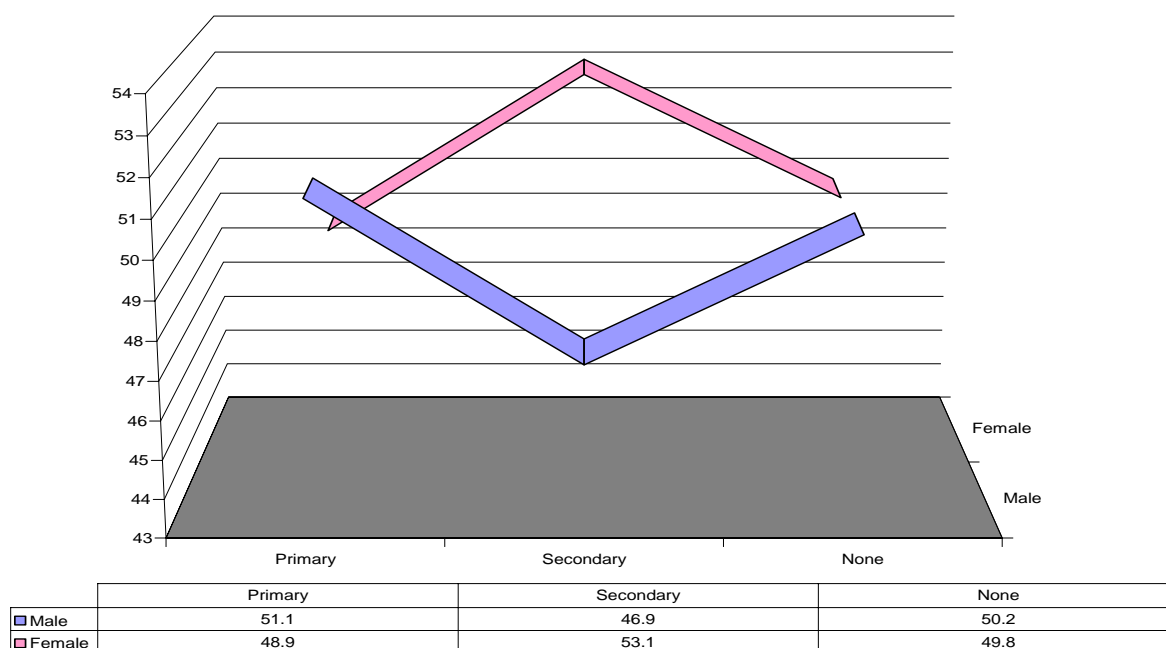 54
53
52
51
50
49
48
47
46
45
44
43
Female
Male
Primary Secondary None
Primary Secondary None
Male 51.1 46.9 50.2
Female 48.9 53.1 49.8